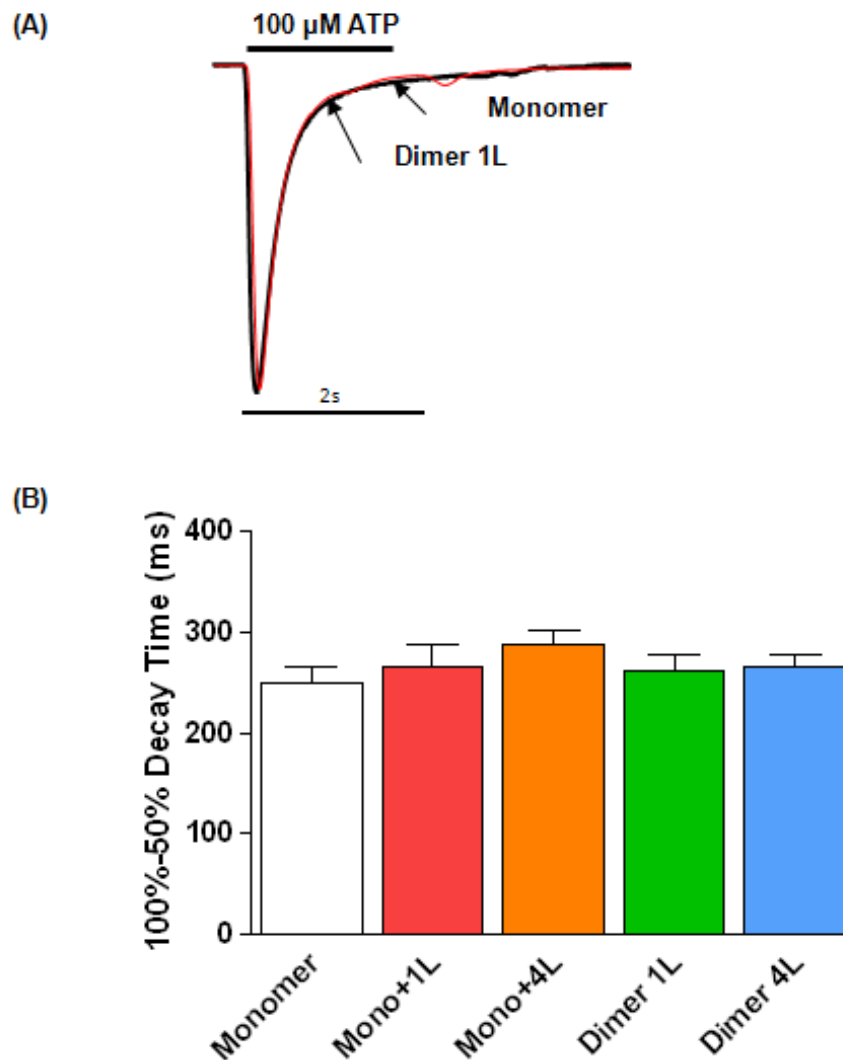 (A)
100 μM ATP
Monomer
Dimer 1L
2s
(B)
100%-50% Decay Time (ms)
400
300
200
100
0
Monomer
Mono+1L
Mono+4L
Dimer 1L
Dimer 4L